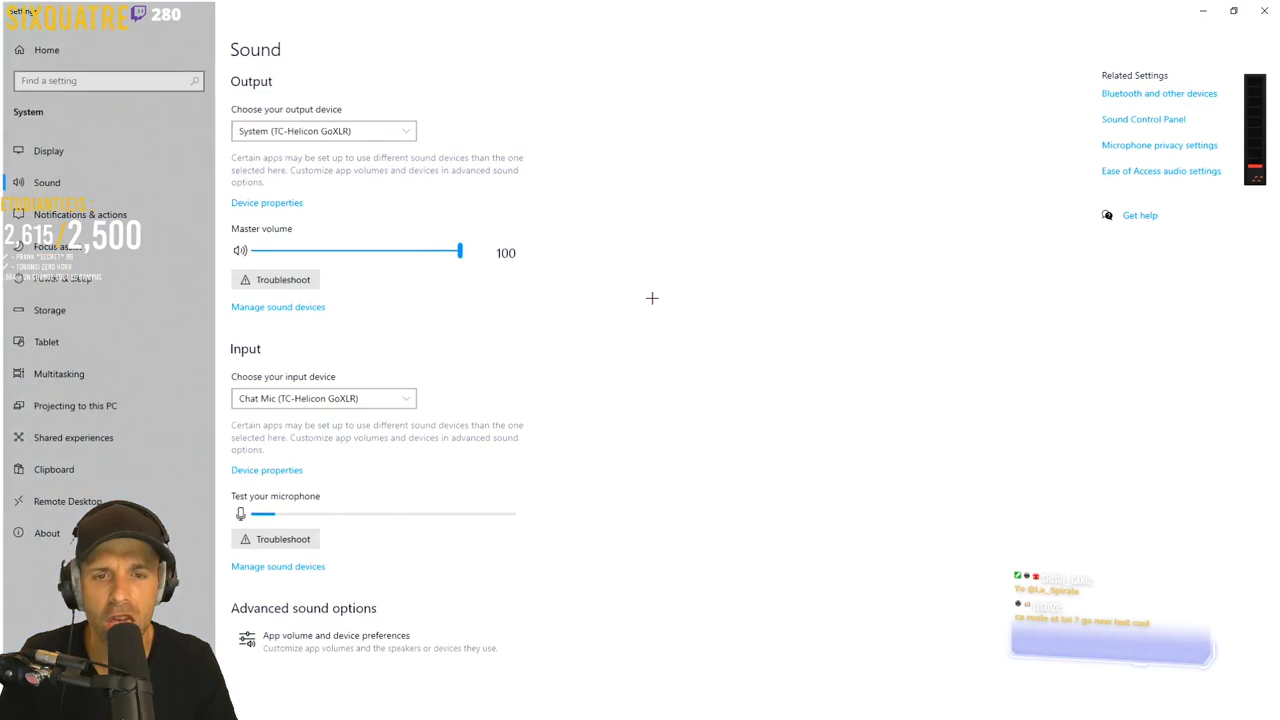 SIXQUATRE 280
Home
Find a setting
System
Display
Sound
Notifications & actions
2,615/2,500
Storage
Tablet
Multitasking
Projecting to this PC
Shared experiences
Clipboard
Remote Desktop
About
Sound
Output
Choose your output device
System (TC-Helicon GoXLR)
Certain apps may be set up to use different sound devices than the one
selected here. Customize app volumes and devices in advanced sound
options.
Device properties
Master volume
100
Troubleshoot
Manage sound devices
Input
Choose your input device
Chat Mic (TC-Helicon GoXLR)
Certain apps may be set up to use different sound devices than the one
selected here. Customize app volumes and devices in advanced sound
options.
Device properties
Test your microphone
Troubleshoot
Manage sound devices
Advanced sound options
App volume and device preferences
Customize app volumes and the speakers or devices they use.
Related Settings
Bluetooth and other devices
Sound Control Panel
Microphone privacy settings
Ease of Access audio settings
Get help
Yo @La_Spirale